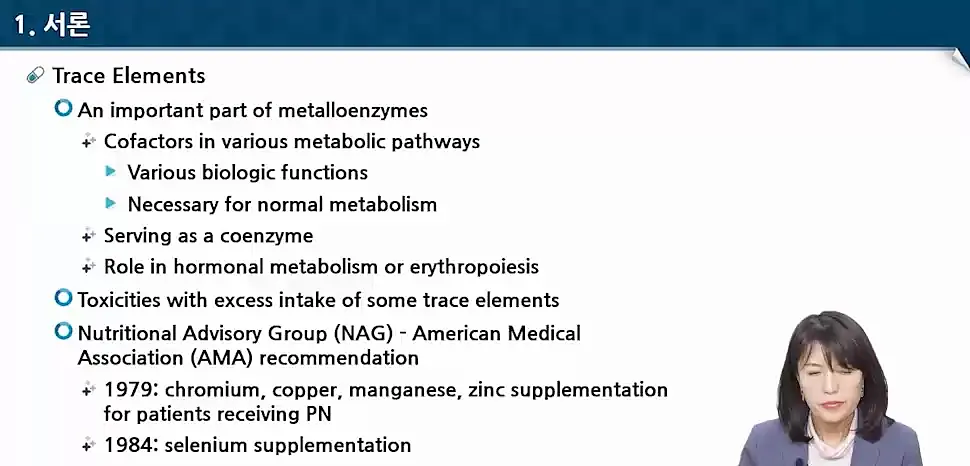 1. 서론
Trace Elements
An important part of metalloenzymes
Cofactors in various metabolic pathways
Various biologic functions
Necessary for normal metabolism
Serving as a coenzyme
Role in hormonal metabolism or erythropoiesis
Toxicities with excess intake of some trace elements
Nutritional Advisory Group (NAG) - American Medical
Association (AMA) recommendation
1979: chromium, copper, manganese, zinc supplementation
for patients receiving PN
1984: selenium supplementation